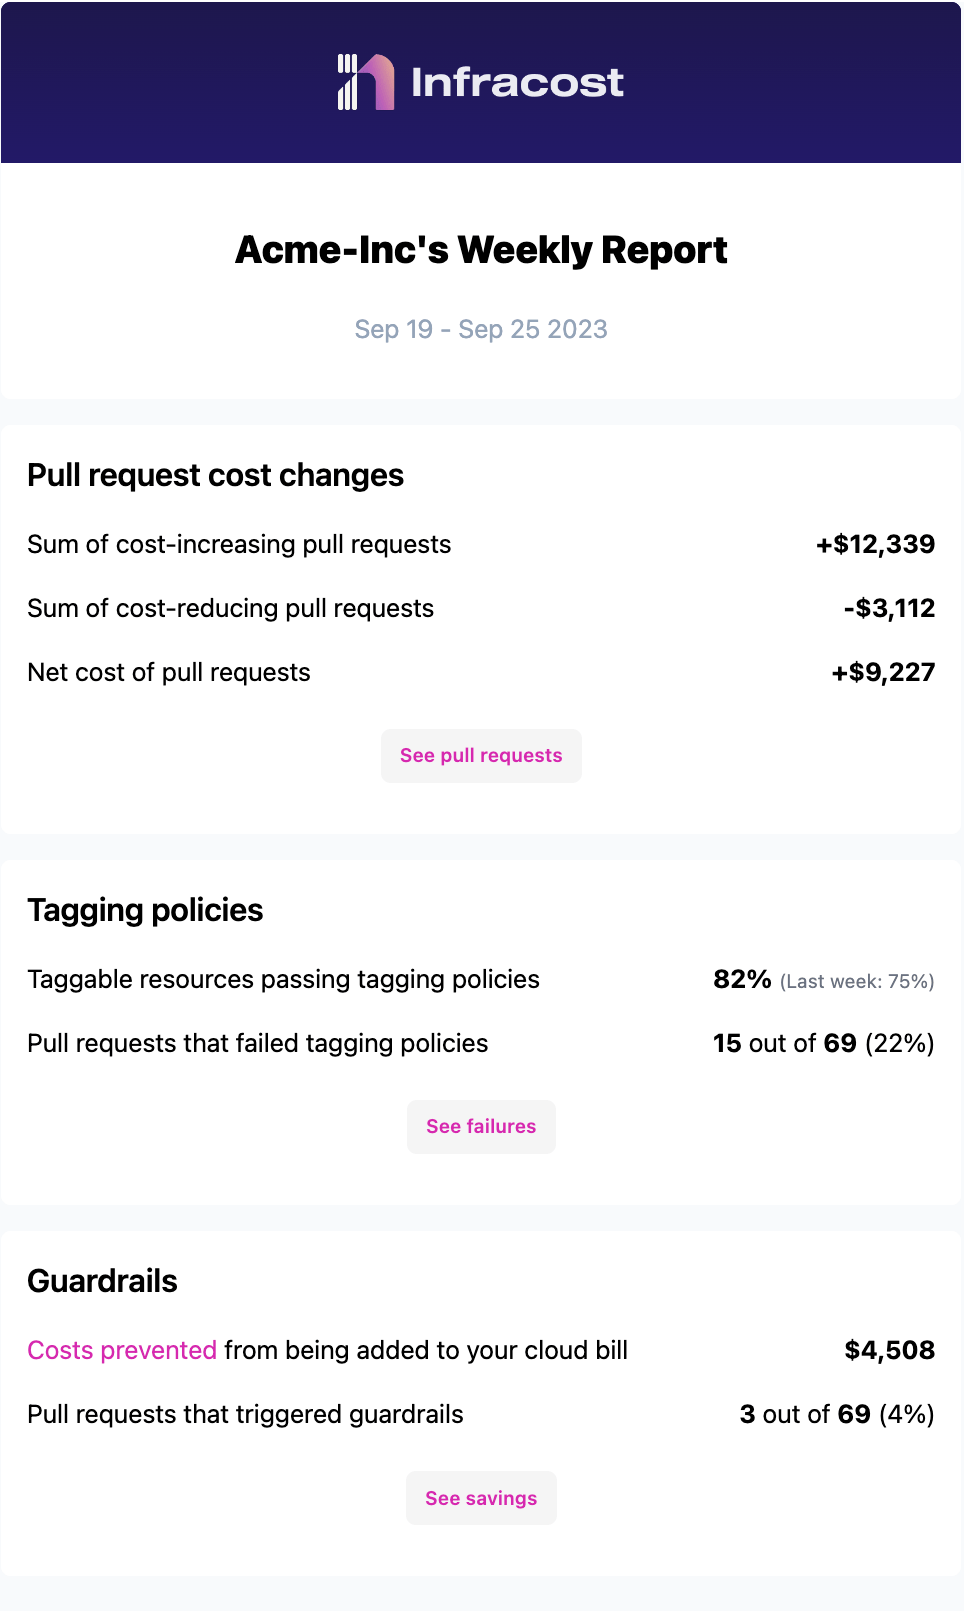 Infracost
Acme-Inc's Weekly Report
Sep 19 - Sep 25 2023
Pull request cost changes
Sum of cost-increasing pull requests +$12,339
Sum of cost-reducing pull requests -$3,112
Net cost of pull requests +$9,227
See pull requests
Tagging policies
Taggable resources passing tagging policies 82% (Last week: 75%)
Pull requests that failed tagging policies 15 out of 69 (22%)
See failures
Guardrails
Costs prevented from being added to your cloud bill $4,508
Pull requests that triggered guardrails 3 out of 69 (4%)
See savings